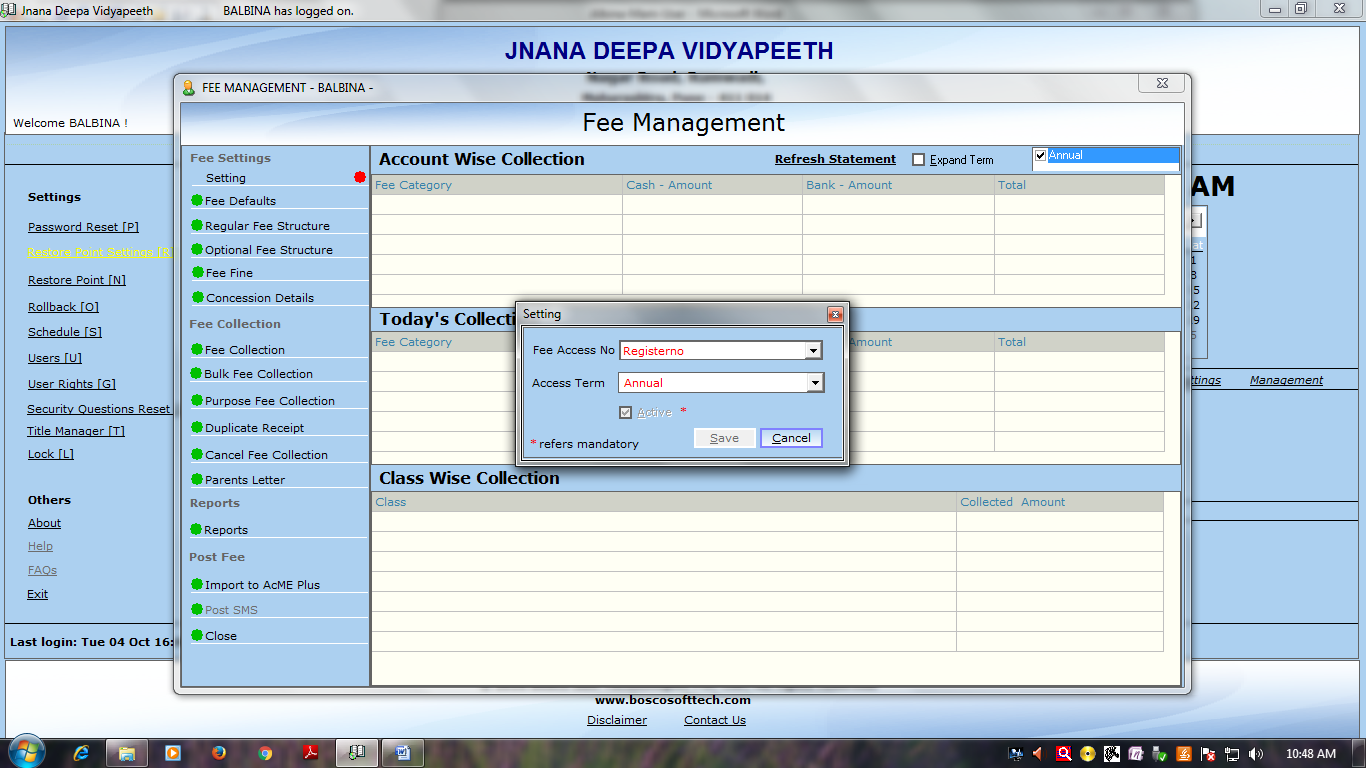 Jnana Deepa Vidyapeeth BALBINA has logged on.
JNANA DEEPA VIDYAPEETH
Welcome BALBINA !
FEE MANAGEMENT - BALBINA -
Fee Management
Settings
Password Reset [P]
Restore Point Settings [R
Restore Point [N]
Rollback [O]
Schedule [S]
Users [U]
User Rights [G]
Security Questions Reset
Title Manager [T]
Lock [L]
Others
About
Help
FAQs
Exit
Last login: Tue 04 Oct 16:
Fee Settings
Setting
Fee Defaults
Regular Fee Structure
Optional Fee Structure
Fee Fine
Concession Details
Fee Collection
Fee Collection
Bulk Fee Collection
Purpose Fee Collection
Duplicate Receipt
Cancel Fee Collection
Parents Letter
Reports
Reports
Post Fee
Import to AcME Plus
Post SMS
Close
Account Wise Collection Refresh Statement Expand Term Annual
Fee Category Cash - Amount Bank - Amount Total
Today's Collecti
Fee Category Amount Total
Setting
Fee Access No Registerno
Access Term Annual
Active *
* refers mandatory Save Cancel
Class Wise Collection
Class Collected Amount
AM
at
1
8
5
2
9
5
ttings Management
www.boscosofttech.com
Disclaimer Contact Us
10:48 AM